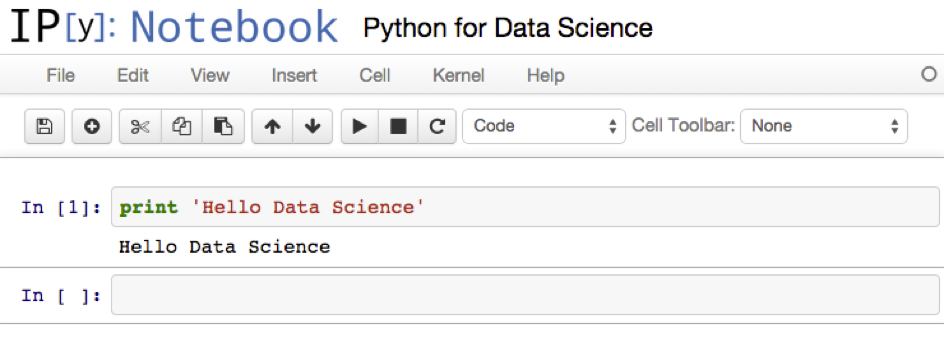 IP[y]: Notebook Python for Data Science
File Edit View Insert Cell Kernel Help
Code Cell Toolbar: None
In [1]: print 'Hello Data Science'
Hello Data Science
In [ ]: